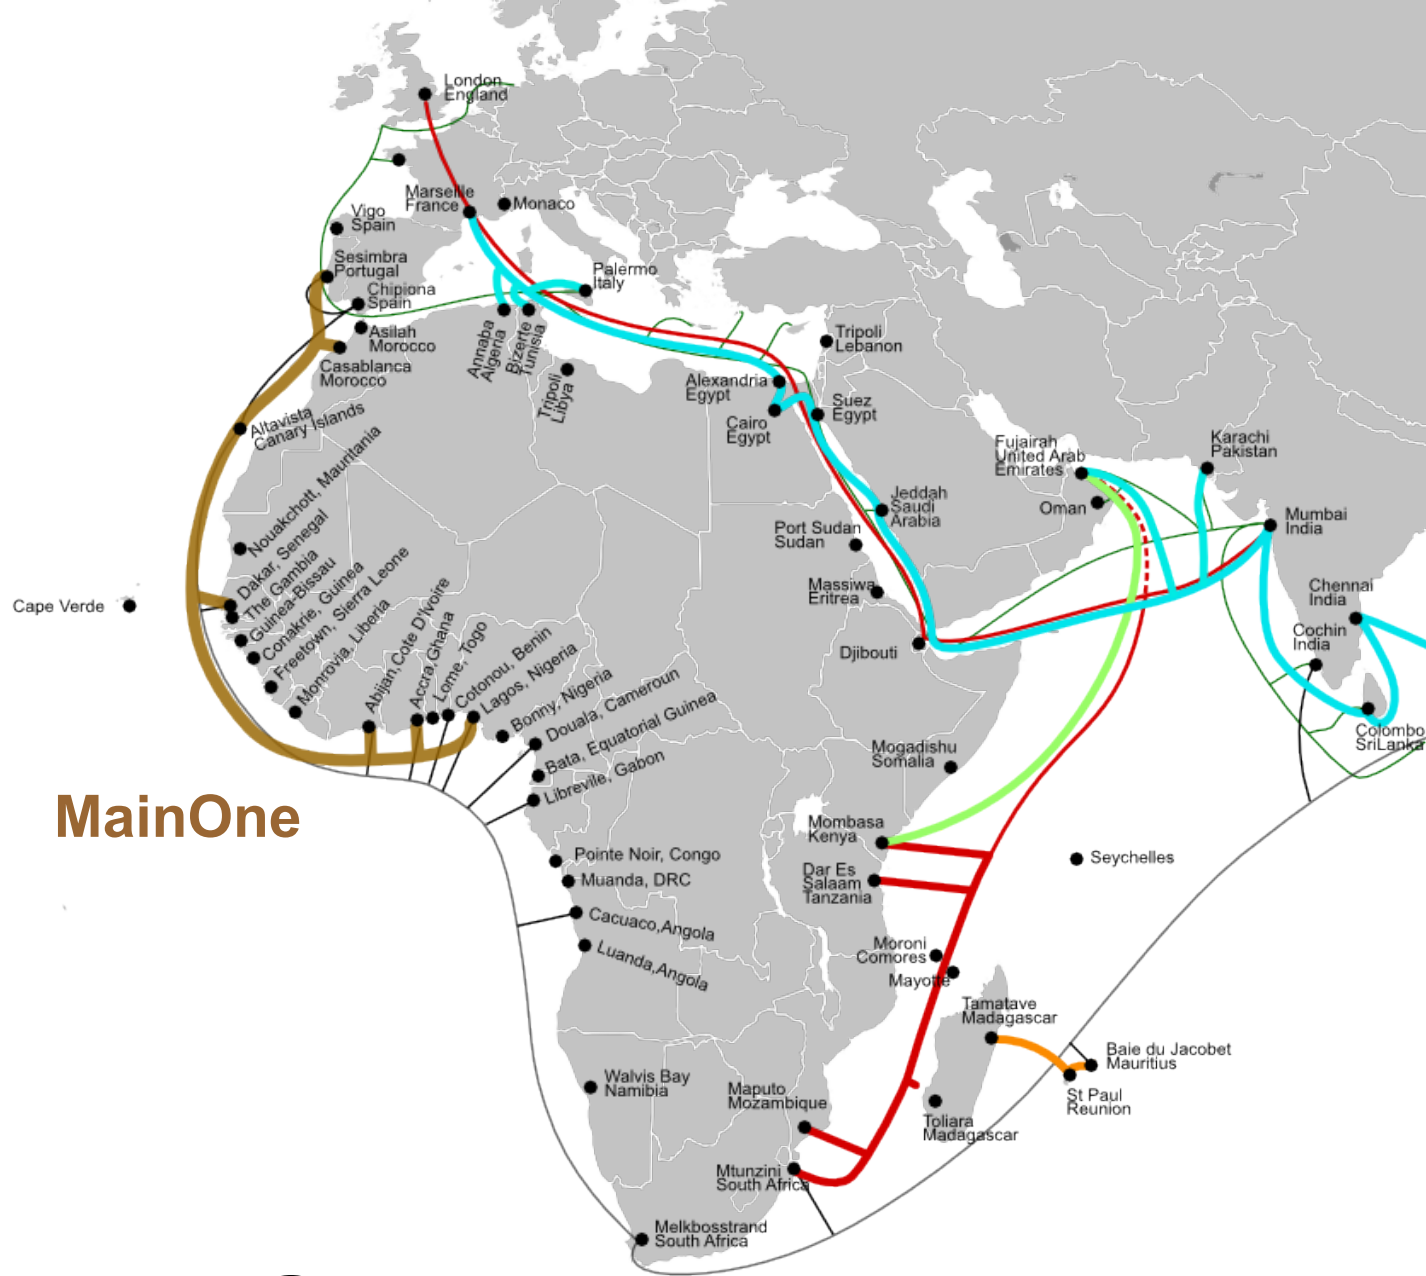 London
England
Marseille
France
Monaco
Vigo
Spain
Sesimbra
Portugal
Chipiona
Spain
Palermo
Italy
Asilah
Morocco
Casablanca
Morocco
Annaba
Algeria
Bizerte
Tunisia
Tripoli
Libya
Tripoli
Lebanon
Alexandria
Egypt
Cairo
Egypt
Suez
Egypt
Altavista
Canary Islands
Fujairah
United Arab
Emirates
Oman
Karachi
Pakistan
Mumbai
India
Jeddah
Saudi
Arabia
Port Sudan
Sudan
Massiwa
Eritrea
Djibouti
Chennai
India
Cochin
India
Colombo
SriLanka
Nouakchott, Mauritania
Dakar, Senegal
The Gambia
Guinea-Bissau
Conakrie, Guinea
Freetown, Sierra Leone
Monrovia, Liberia
Cape Verde
Abijan,Cote D'Ivoire
Accra,Ghana
Lome, Togo
Cotonou, Benin
Lagos, Nigeria
Bonny, Nigeria
Douala, Cameroun
Bata, Equatorial Guinea
Librevile, Gabon
MainOne
Mogadishu
Somalia
Mombasa
Kenya
Dar Es
Salaam
Tanzania
Seychelles
Pointe Noir, Congo
Muanda, DRC
Cacuaco,Angola
Luanda,Angola
Moroni
Comores
Mayotte
Tamatave
Madagascar
Baie du Jacobet
Mauritius
St Paul
Reunion
Toliara
Madagascar
Walvis Bay
Namibia
Maputo
Mozambique
Mtunzini
South Africa
Melkbosstrand
South Africa